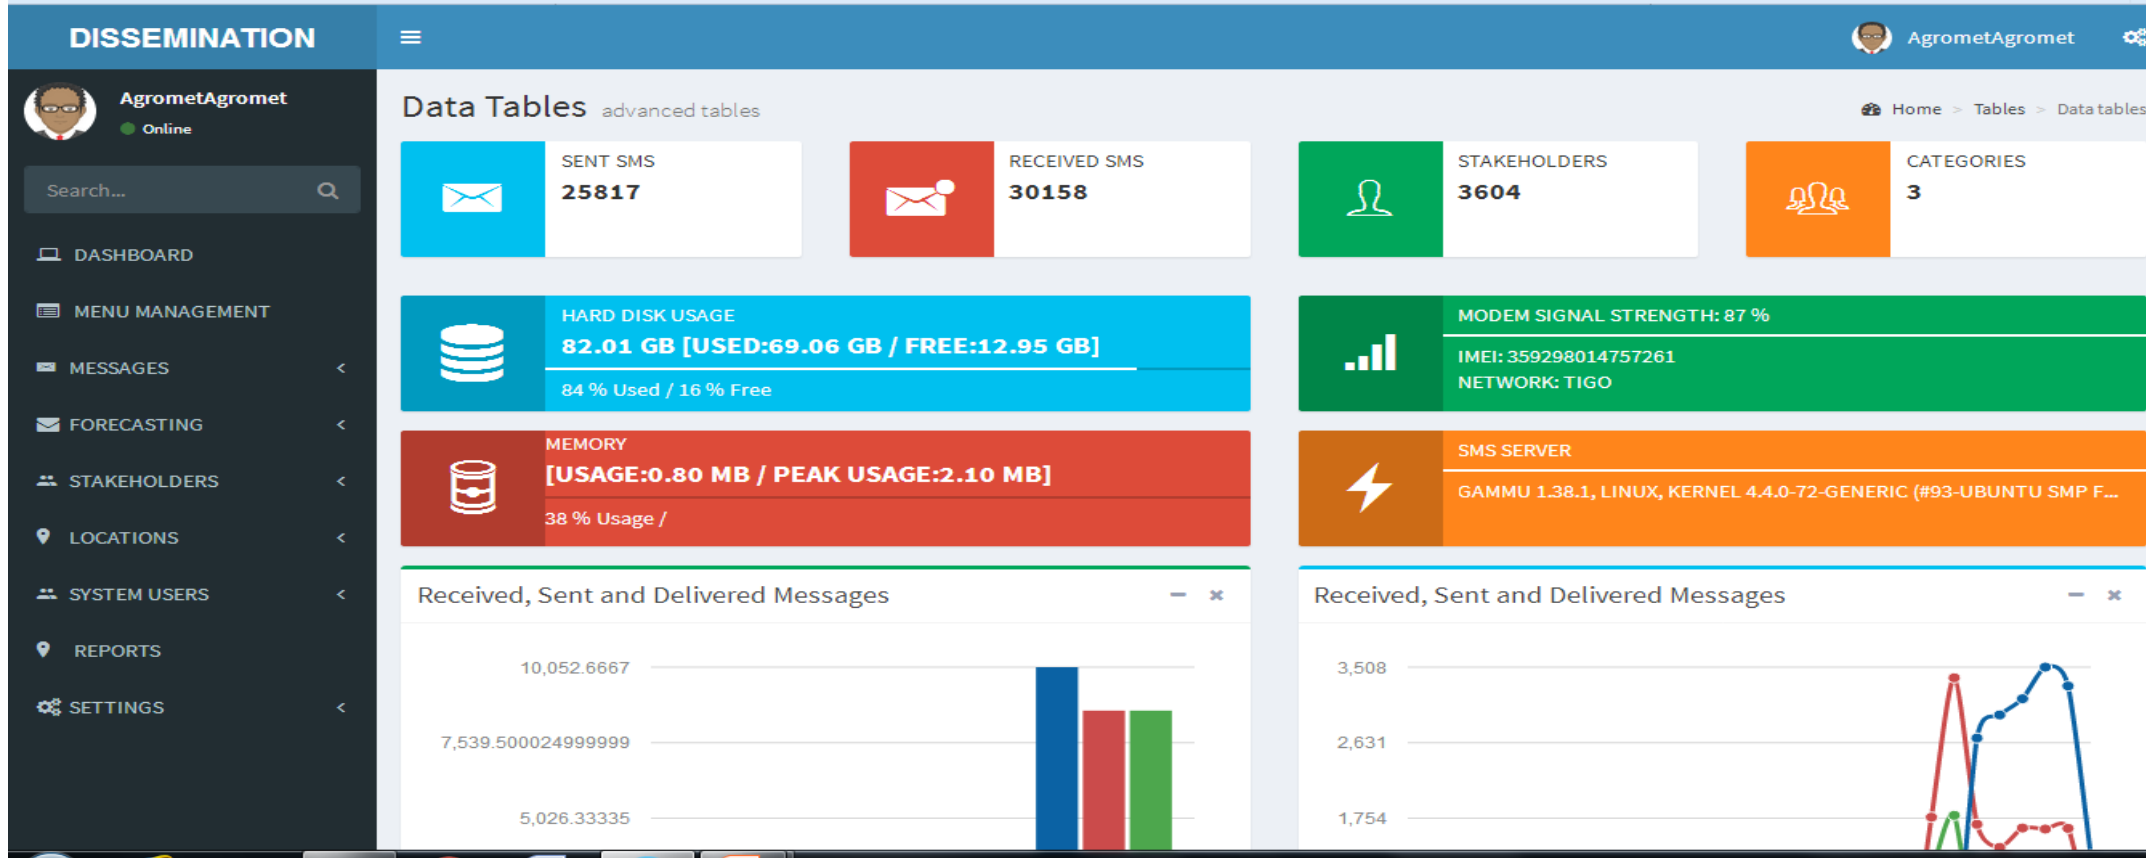 DISSEMINATION
AgrometAgromet
AgrometAgromet
Online
Search...
DASHBOARD
MENU MANAGEMENT
MESSAGES
FORECASTING
STAKEHOLDERS
LOCATIONS
SYSTEM USERS
REPORTS
SETTINGS
Data Tables advanced tables
Home > Tables > Data tables
SENT SMS
25817
RECEIVED SMS
30158
STAKEHOLDERS
3604
CATEGORIES
3
HARD DISK USAGE
82.01 GB [USED:69.06 GB / FREE:12.95 GB]
84 % Used / 16 % Free
MODEM SIGNAL STRENGTH: 87 %
IMEI: 359298014757261
NETWORK: TIGO
MEMORY
[USAGE:0.80 MB / PEAK USAGE:2.10 MB]
38 % Usage /
SMS SERVER
GAMMU 1.38.1, LINUX, KERNEL 4.4.0-72-GENERIC (#93-UBUNTU SMP F...
Received, Sent and Delivered Messages
10,052.6667
7,539.500024999999
5,026.33335
Received, Sent and Delivered Messages
3,508
2,631
1,754